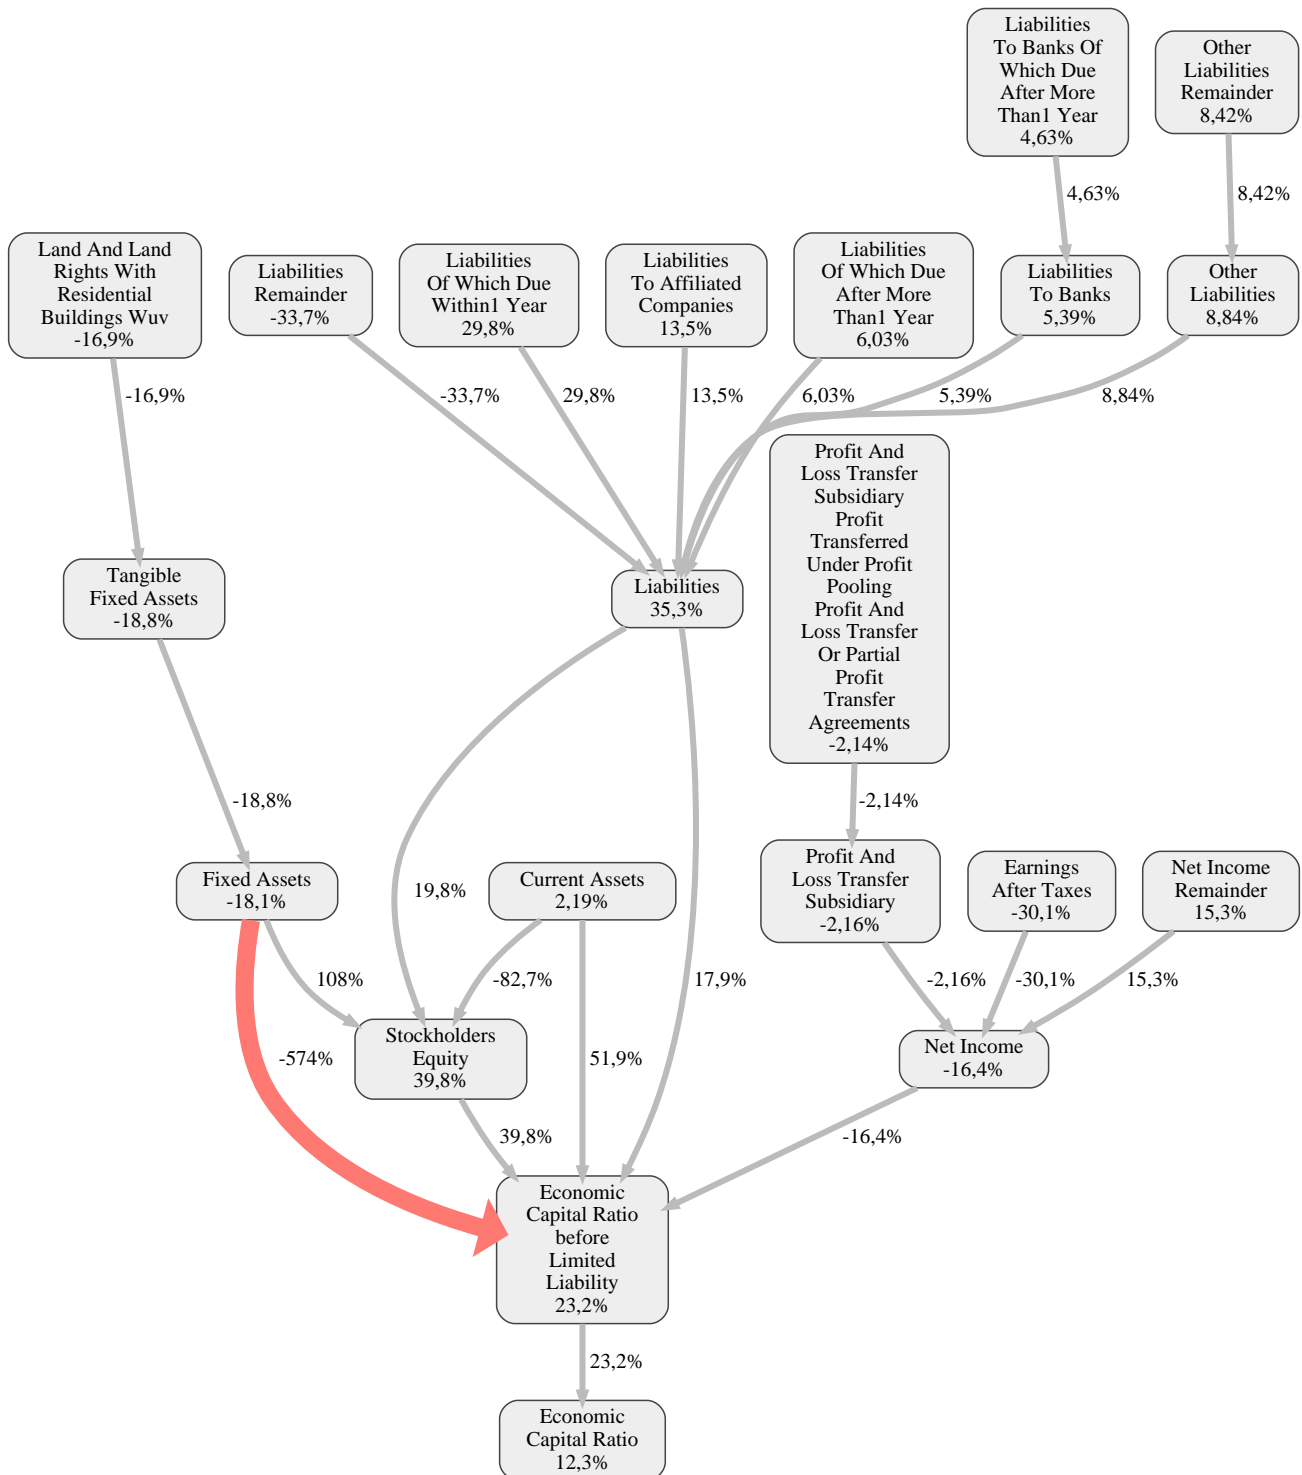 Liabilities
To Banks Of
Which Due
After More
Than1 Year
4,63%
Other
Liabilities
Remainder
8,42%
4,63%
8,42%
Land And Land
Rights With
Residential
Buildings Wuv
-16,9%
Liabilities
Remainder
-33,7%
Liabilities
Of Which Due
Within1 Year
29,8%
Liabilities
To Affiliated
Companies
13,5%
Liabilities
Of Which Due
After More
Than1 Year
6,03%
Liabilities
To Banks
5,39%
Other
Liabilities
8,84%
-16,9%
-33,7%
29,8%
13,5%
6,03%
5,39%
8,84%
Profit And
Loss Transfer
Subsidiary
Profit
Transferred
Under Profit
Pooling
Profit And
Loss Transfer
Or Partial
Profit
Transfer
Agreements
-2,14%
Tangible
Fixed Assets
-18,8%
Liabilities
35,3%
-18,8%
-2,14%
Fixed Assets
-18,1%
19,8%
Current Assets
2,19%
Profit And
Loss Transfer
Subsidiary
-2,16%
Earnings
After Taxes
-30,1%
Net Income
Remainder
15,3%
108%
-82,7%
17,9%
-2,16%
-30,1%
15,3%
Stockholders
Equity
39,8%
-574%
51,9%
Net Income
-16,4%
39,8%
-16,4%
Economic
Capital Ratio
before
Limited
Liability
23,2%
23,2%
Economic
Capital Ratio
12,3%